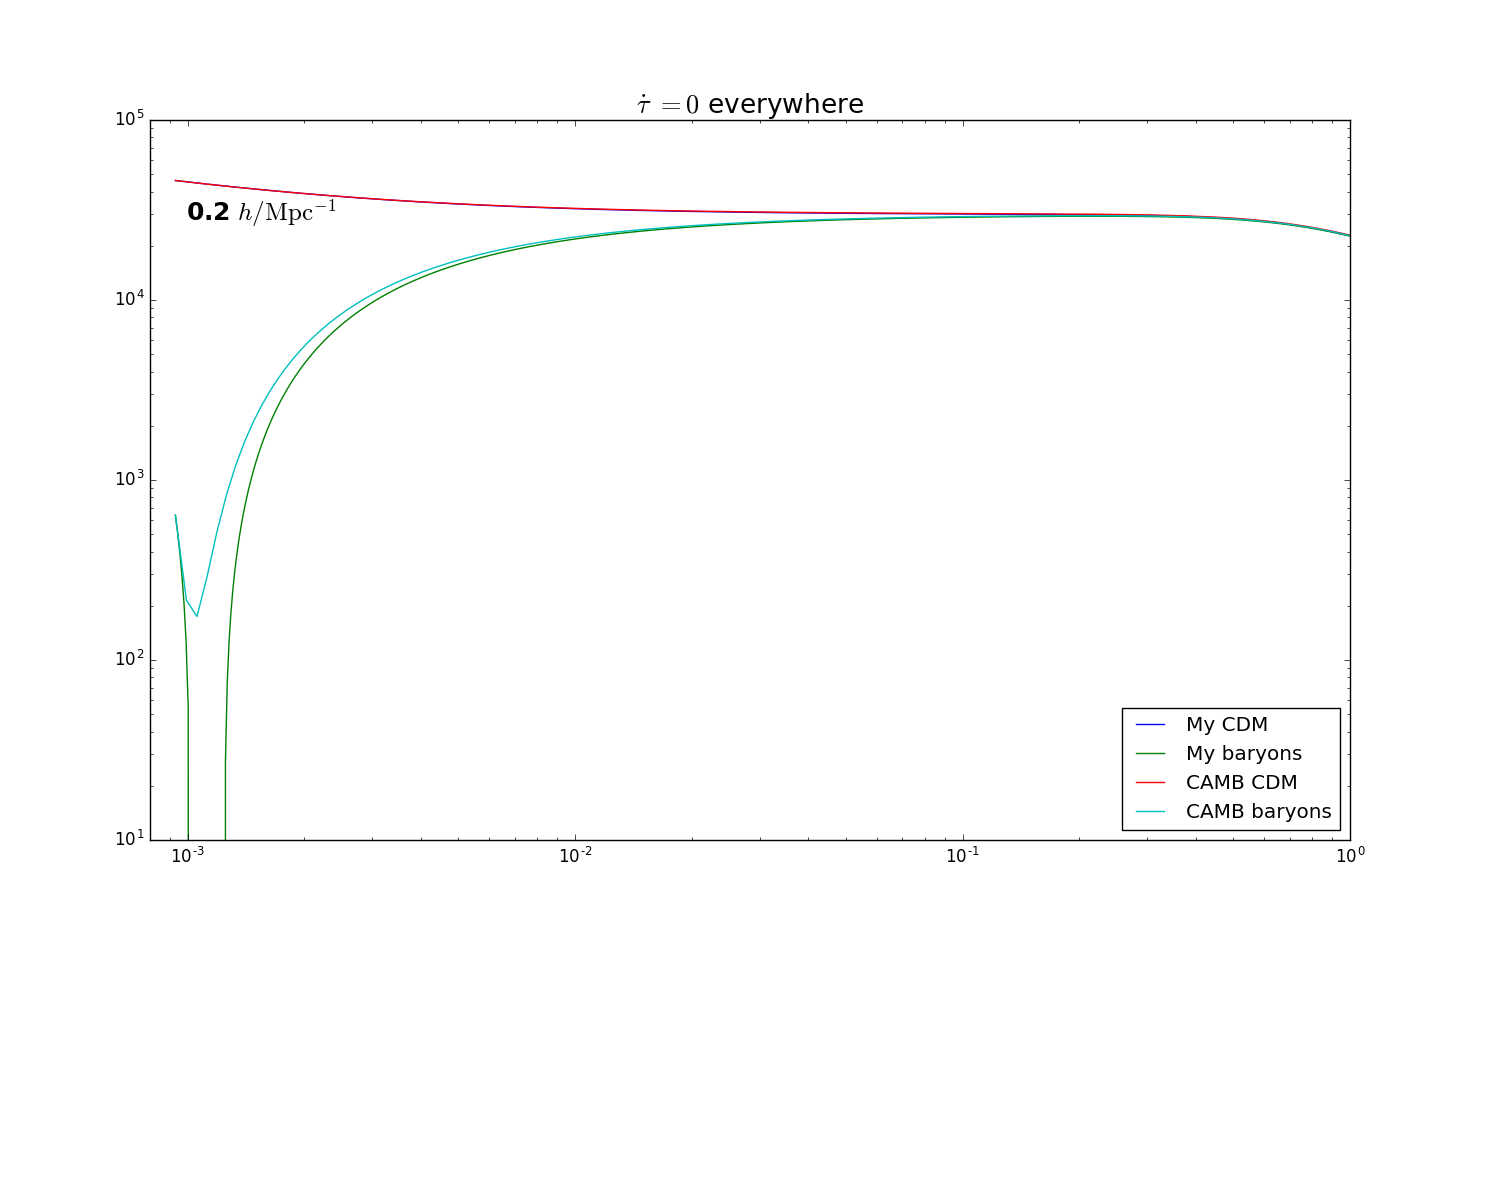 τ̇ = 0 everywhere
10⁵
0.2 h/Mpc⁻¹
10⁴
10³
10²
10¹
My CDM
My baryons
CAMB CDM
CAMB baryons
10⁻³ 10⁻² 10⁻¹ 10⁰